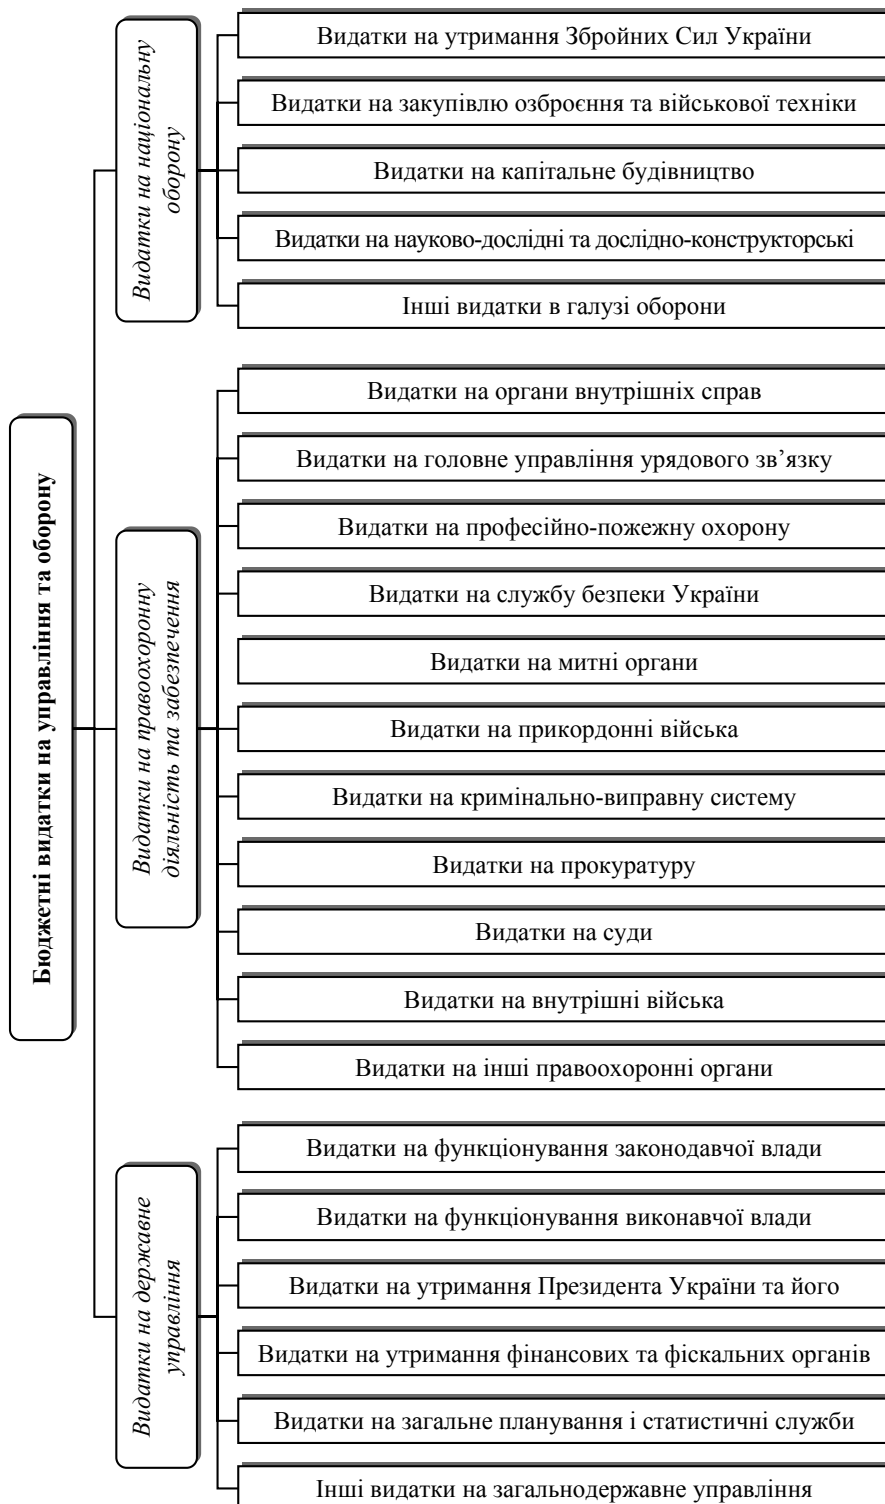 Бюджетні видатки на управління та оборону
Видатки на національну
оборону
Видатки на утримання Збройних Сил України
Видатки на закупівлю озброєння та військової техніки
Видатки на капітальне будівництво
Видатки на науково-дослідні та дослідно-конструкторські
Інші видатки в галузі оборони
Видатки на правоохоронну
діяльність та забезпечення
Видатки на органи внутрішніх справ
Видатки на головне управління урядового зв’язку
Видатки на професійно-пожежну охорону
Видатки на службу безпеки України
Видатки на митні органи
Видатки на прикордонні війська
Видатки на кримінально-виправну систему
Видатки на прокуратуру
Видатки на суди
Видатки на внутрішні війська
Видатки на інші правоохоронні органи
Видатки на державне
управління
Видатки на функціонування законодавчої влади
Видатки на функціонування виконавчої влади
Видатки на утримання Президента України та його
Видатки на утримання фінансових та фіскальних органів
Видатки на загальне планування і статистичні служби
Інші видатки на загальнодержавне управління